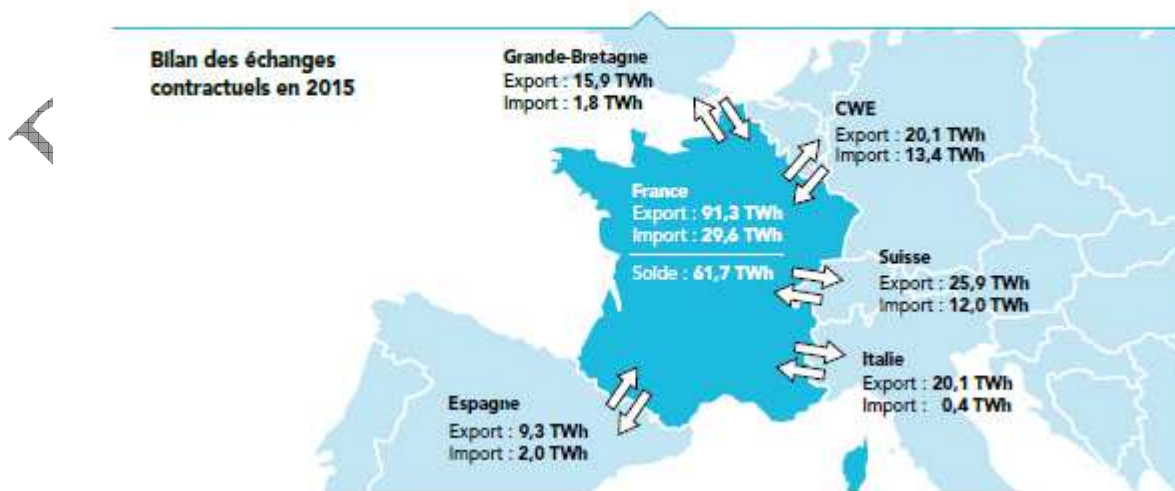 Bilan des échanges
contractuels en 2015
Grande-Bretagne
Export : 15,9 TWh
Import : 1,8 TWh
CWE
Export : 20,1 TWh
Import : 13,4 TWh
France
Export : 91,3 TWh
Import : 29,6 TWh
Solde : 61,7 TWh
Suisse
Export : 25,9 TWh
Import : 12,0 TWh
Italie
Export : 20,1 TWh
Import : 0,4 TWh
Espagne
Export : 9,3 TWh
Import : 2,0 TWh